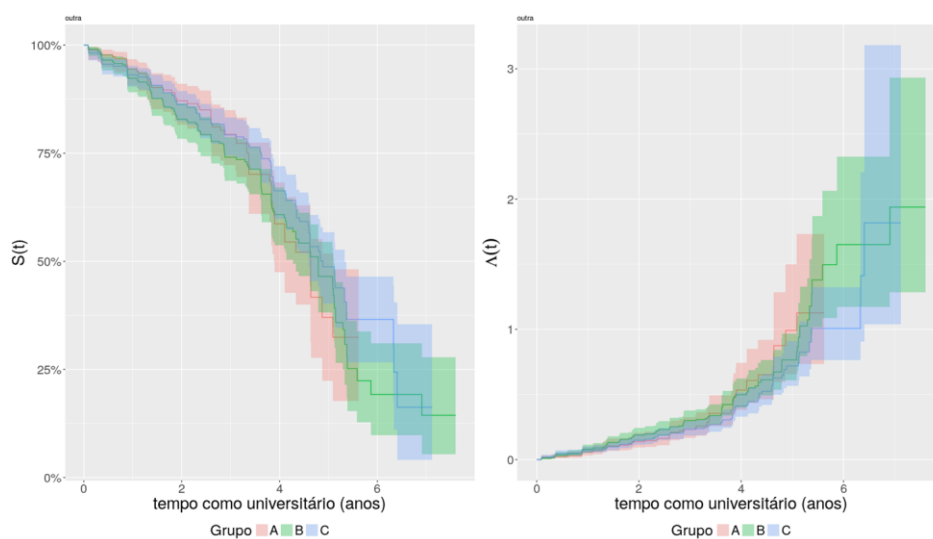 outra
100%
75%
50%
25%
0%
S(t)
0 2 4 6
tempo como universitário (anos)
Grupo A B C
outra
3
2
1
0
Λ(t)
0 2 4 6
tempo como universitário (anos)
Grupo A B C